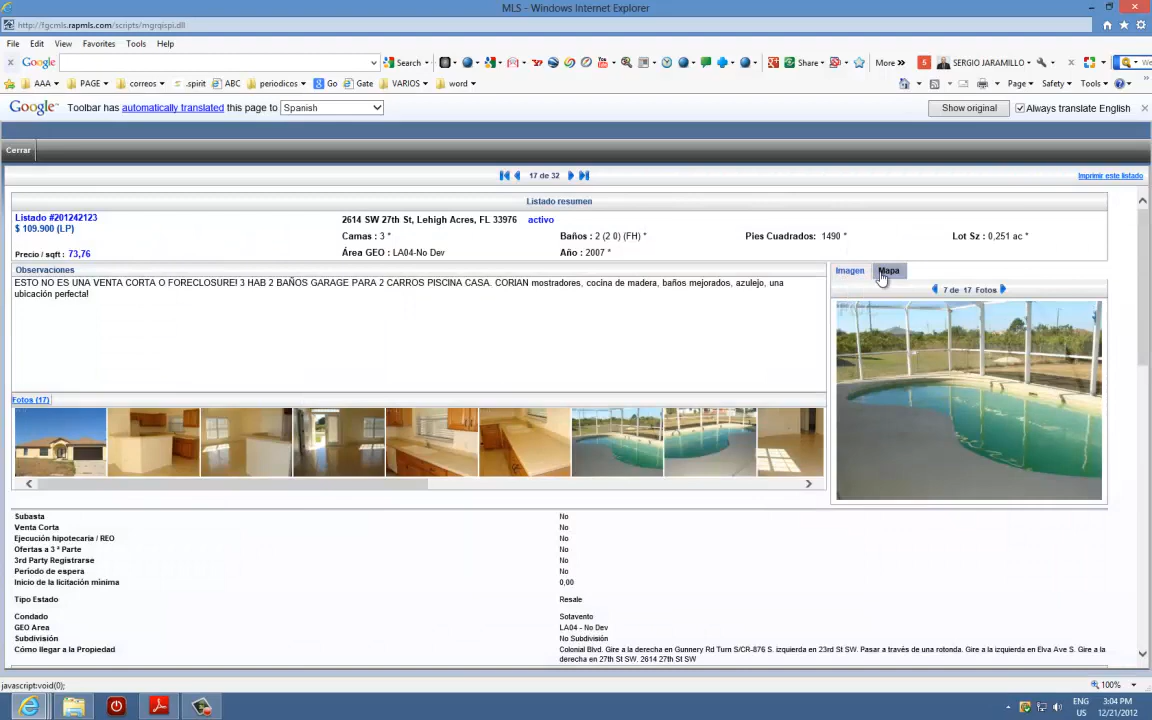 MLS - Windows Internet Explorer
http://fgcmls.rapmls.com/scripts/mgrqispi.dll
File Edit View Favorites Tools Help
Google Search Share More » SERGIO JARAMILLO
AAA PAGE correos .spirit ABC periodicos Go Gate VARIOS word Page Safety Tools
Google Toolbar has automatically translated this page to Spanish Show original Always translate English
Cerrar
17 de 32 Imprimir este listado
Listado resumen
Listado #201242123 2614 SW 27th St, Lehigh Acres, FL 33976 activo
$ 109.900 (LP) Camas : 3 * Baños : 2 (2 0) (FH) * Pies Cuadrados: 1490 * Lot Sz : 0,251 ac *
Precio / sqft : 73,76 Área GEO : LA04-No Dev Año : 2007 *
Observaciones Imagen Mapa
ESTO NO ES UNA VENTA CORTA O FORECLOSURE! 3 HAB 2 BAÑOS GARAGE PARA 2 CARROS PISCINA CASA. CORIAN mostradores, cocina de madera, baños mejorados, azulejo, una
ubicación perfecta!
7 de 17 Fotos
Fotos (17)
Subasta No
Venta Corta No
Ejecución hipotecaria / REO No
Ofertas a 3 ª Parte No
3rd Party Registrarse No
Período de espera No
Inicio de la licitación mínima 0,00
Tipo Estado Resale
Condado Sotavento
GEO Area LA04 - No Dev
Subdivisión No Subdivisión
Cómo llegar a la Propiedad Colonial Blvd. Gire a la derecha en Gunnery Rd Turn S/CR-876 S. izquierda en 23rd St SW. Pasar a través de una rotonda. Gire a la izquierda en Elva Ave S. Gire a la
derecha en 27th St SW. 2614 27th St SW
javascript:void(0); 100%
ENG 3:04 PM
US 12/21/2012